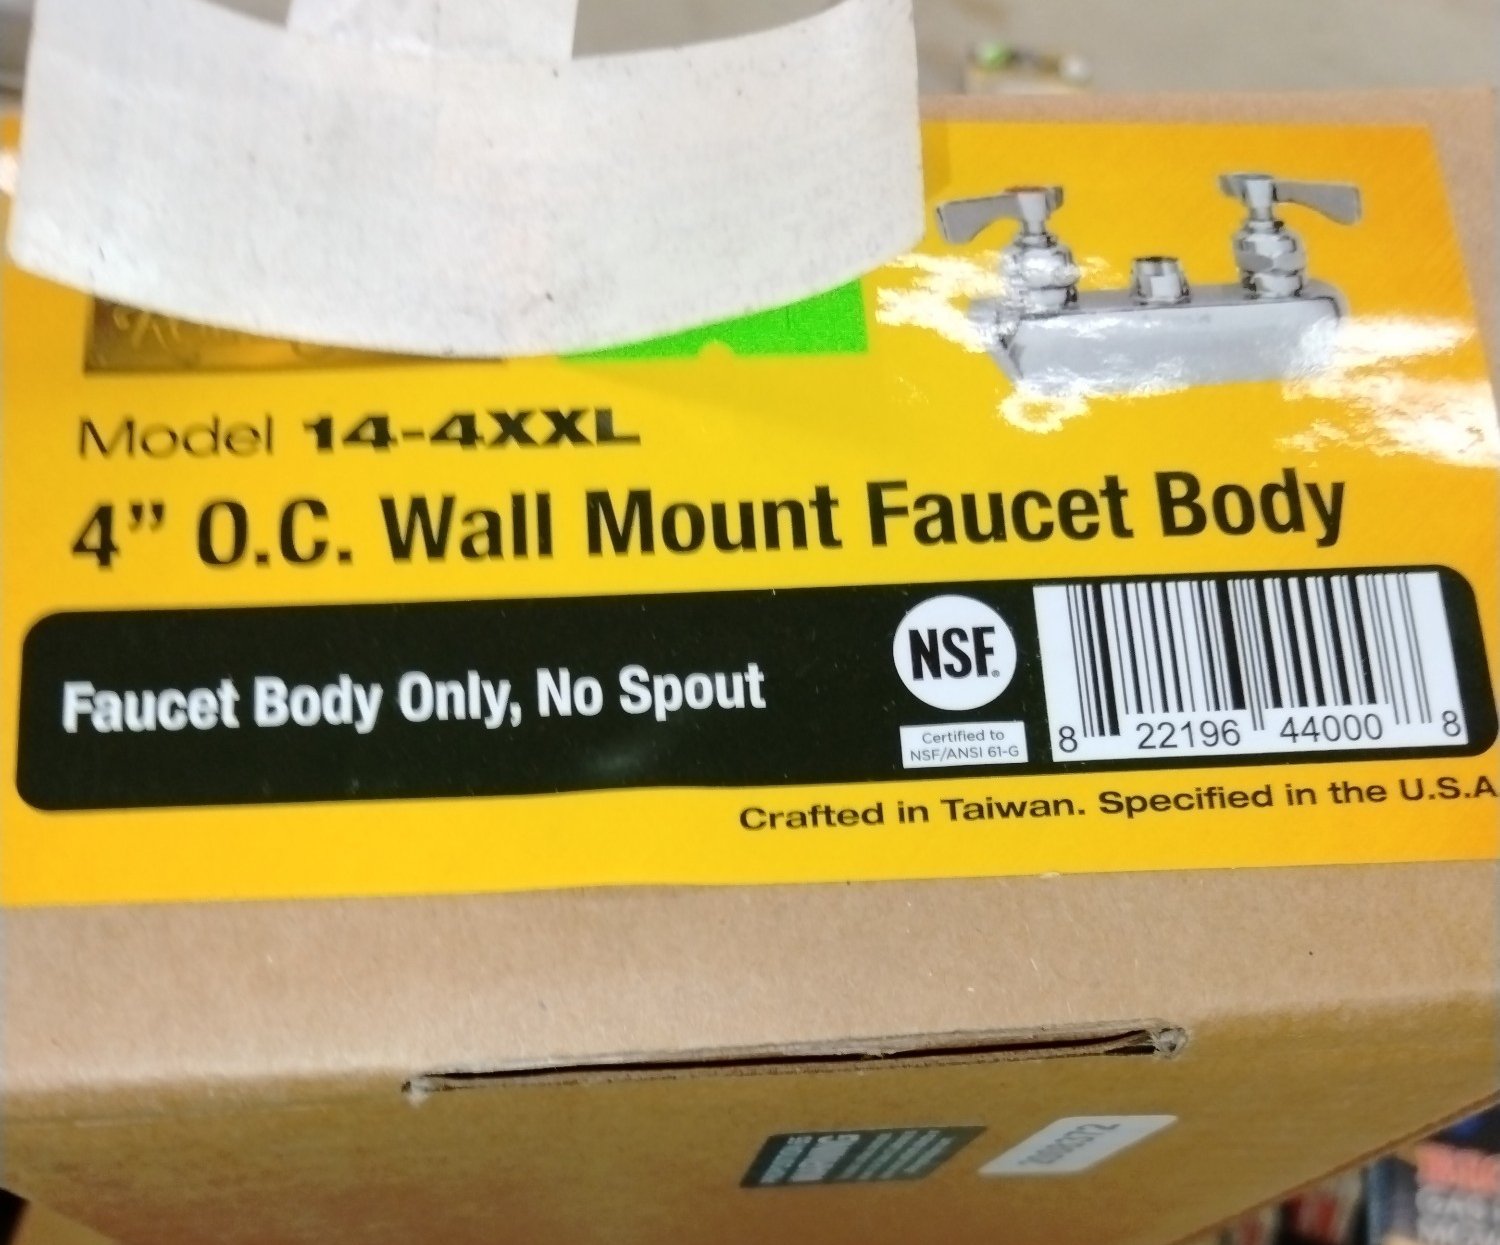 Model 14-4XXL
4” O.C. Wall Mount Faucet Body
Faucet Body Only, No Spout
NSF®
Certified to
NSF/ANSI 61-G
8 22196 44000 8
Crafted in Taiwan. Specified in the U.S.A